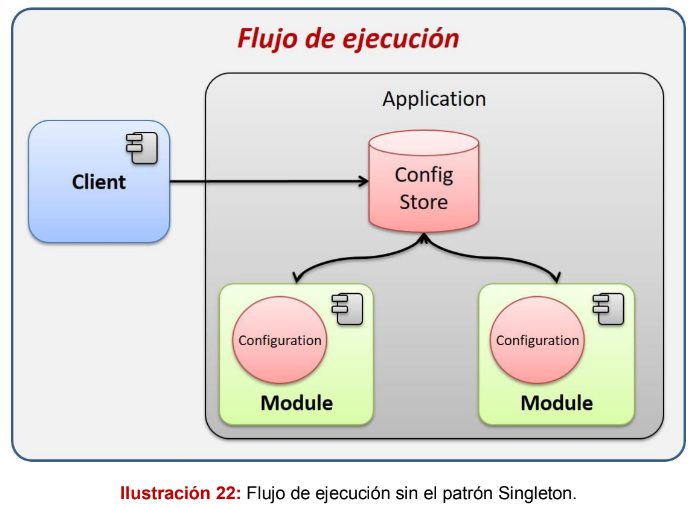 Flujo de ejecución
Application
Client
Config
Store
Configuration
Module
Configuration
Module
Ilustración 22: Flujo de ejecución sin el patrón Singleton.